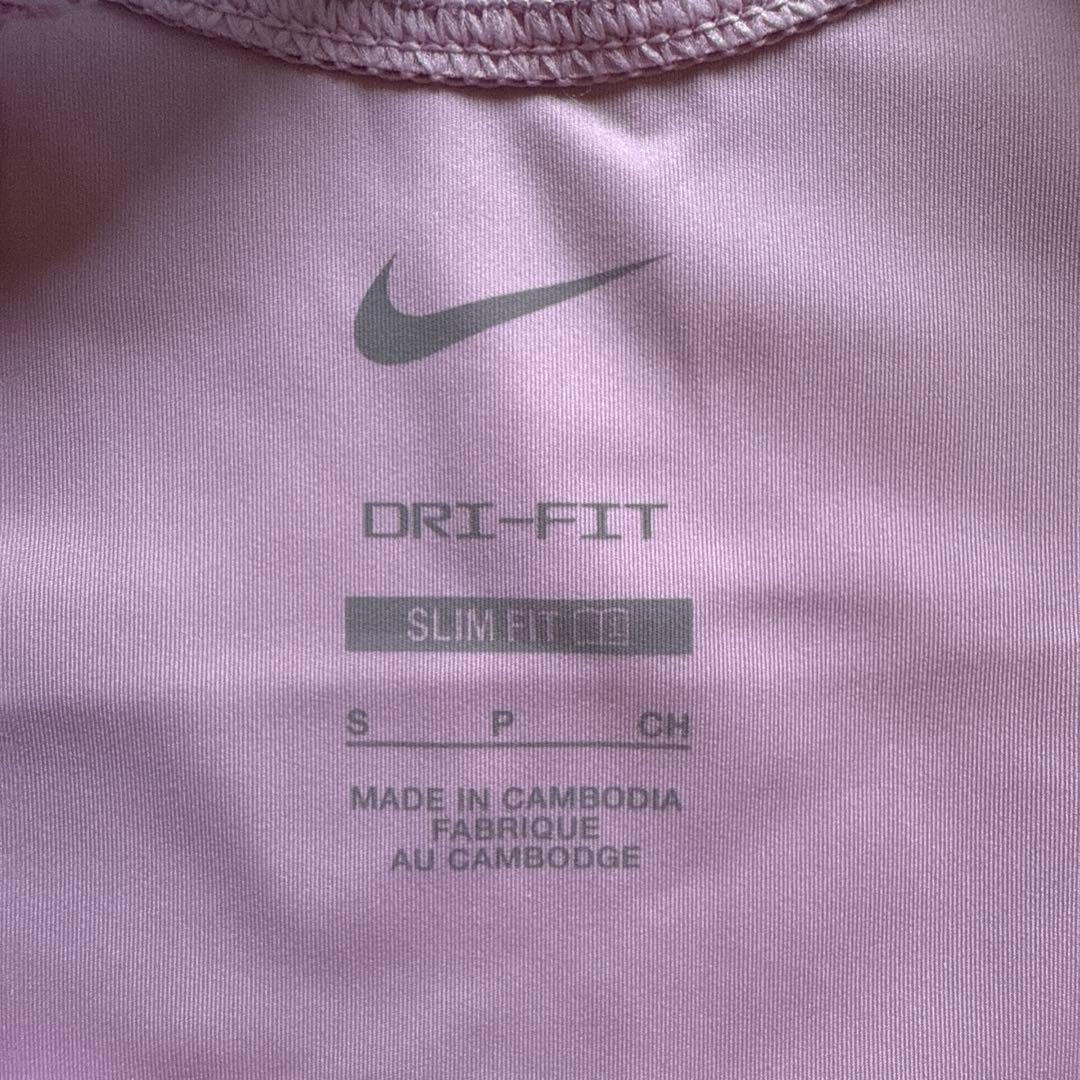 DRI-FIT
SLIM FIT
S P CH
MADE IN CAMBODIA
FABRIQUE
AU CAMBODGE